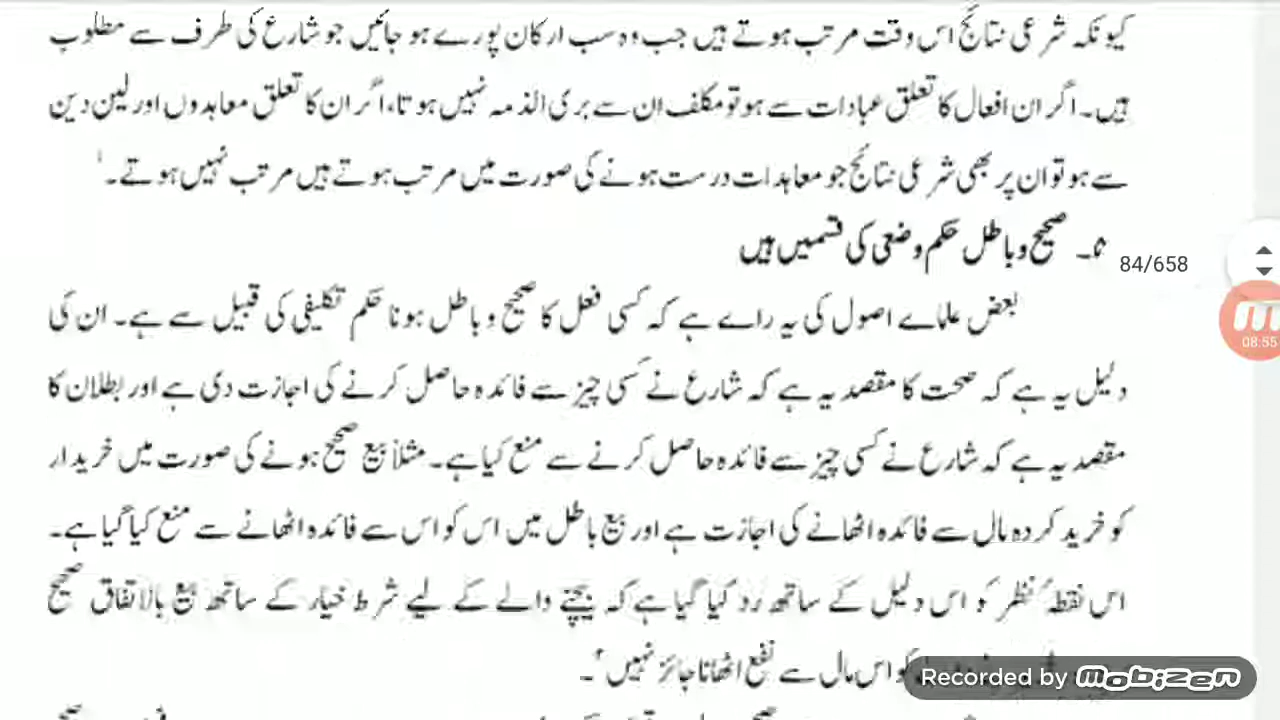 کیونکہ شرعی نتائج اس وقت مرتب ہوتے ہیں جب وہ سب ارکان پورے ہو جائیں جو شارع کی طرف سے مطلوب
ہیں۔ اگر ان افعال کا تعلق عبادات سے ہو تو مکلف ان سے بری الذمہ نہیں ہوتا، اگر ان کا تعلق معاہدوں اور لین دین
سے ہو تو ان پر بھی شرعی نتائج جو معاہدات درست ہونے کی صورت میں مرتب ہوتے ہیں مرتب نہیں ہوتے۔¹
۵۔ صحیح و باطل حکم وضعی کی قسمیں ہیں
84/658
بعض علماے اصول کی یہ راے ہے کہ کسی فعل کا صحیح و باطل ہونا حکم تکلیفی کی قبیل سے ہے۔ ان کی
08:55
دلیل یہ ہے کہ صحت کا مقصد یہ ہے کہ شارع نے کسی چیز سے فائدہ حاصل کرنے کی اجازت دی ہے اور بطلان کا
مقصد یہ ہے کہ شارع نے کسی چیز سے فائدہ حاصل کرنے سے منع کیا ہے۔ مثلاً بیع صحیح ہونے کی صورت میں خریدار
کو خرید کردہ مال سے فائدہ اٹھانے کی اجازت ہے اور بیع باطل میں اس کو اس سے فائدہ اٹھانے سے منع کیا گیا ہے۔
اس نقطۂ نظر کو اس دلیل کے ساتھ رد کیا گیا ہے کہ بیچنے والے کے لیے شرط خیار کے ساتھ بیع بالاتفاق صحیح
کو اس مال سے نفع اٹھانا جائز نہیں۲۔
Recorded by mobizen